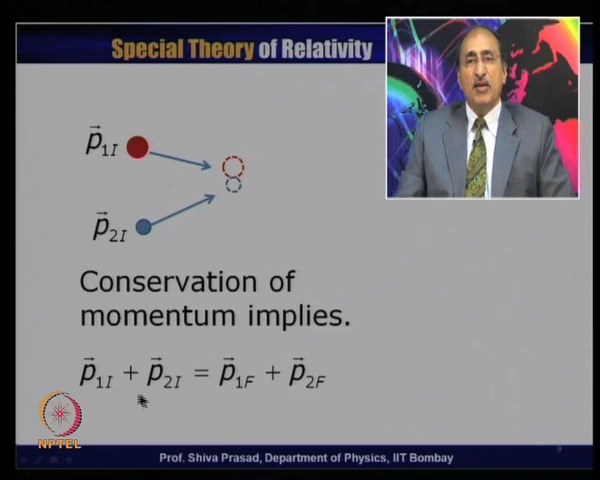 Special Theory of Relativity
p⃗1I
p⃗2I
Conservation of
momentum implies.
p⃗1I + p⃗2I = p⃗1F + p⃗2F
NPTEL
Prof. Shiva Prasad, Department of Physics, IIT Bombay
9